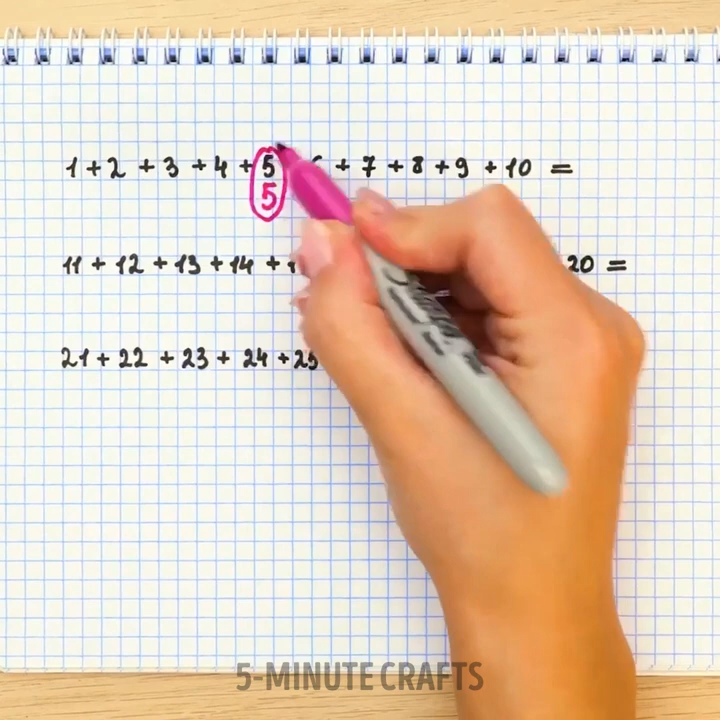 1 + 2 + 3 + 4 + 5 + 7 + 8 + 9 + 10 =
5
11 + 12 + 13 + 14 + 20 =
21 + 22 + 23 + 24 + 25
5-MINUTE CRAFTS